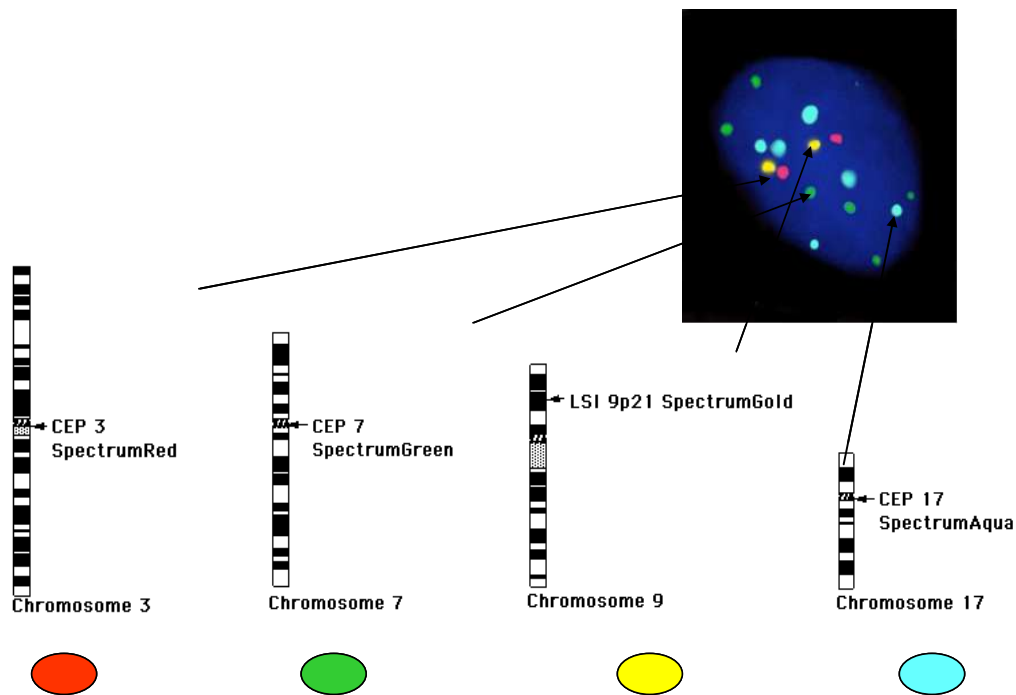 CEP 3
SpectrumRed
Chromosome 3
CEP 7
SpectrumGreen
Chromosome 7
LSI 9p21 SpectrumGold
Chromosome 9
CEP 17
SpectrumAqua
Chromosome 17